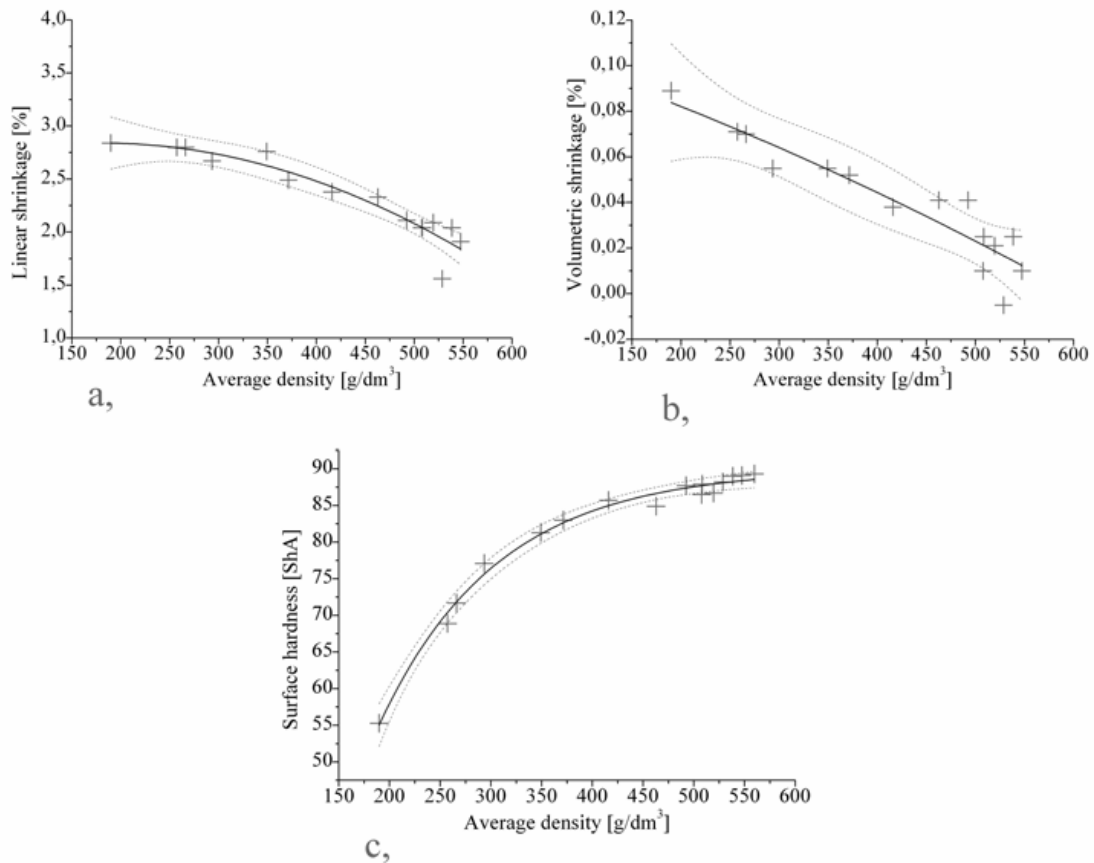 4,0
3,5
3,0
2,5
2,0
1,5
1,0
Linear shrinkage [%]
150 200 250 300 350 400 450 500 550 600
Average density [g/dm³]
a,
0,12
0,10
0,08
0,06
0,04
0,02
0,00
-0,02
Volumetric shrinkage [%]
150 200 250 300 350 400 450 500 550 600
Average density [g/dm³]
b,
90
85
80
75
70
65
60
55
50
Surface hardness [ShA]
150 200 250 300 350 400 450 500 550 600
Average density [g/dm³]
c,